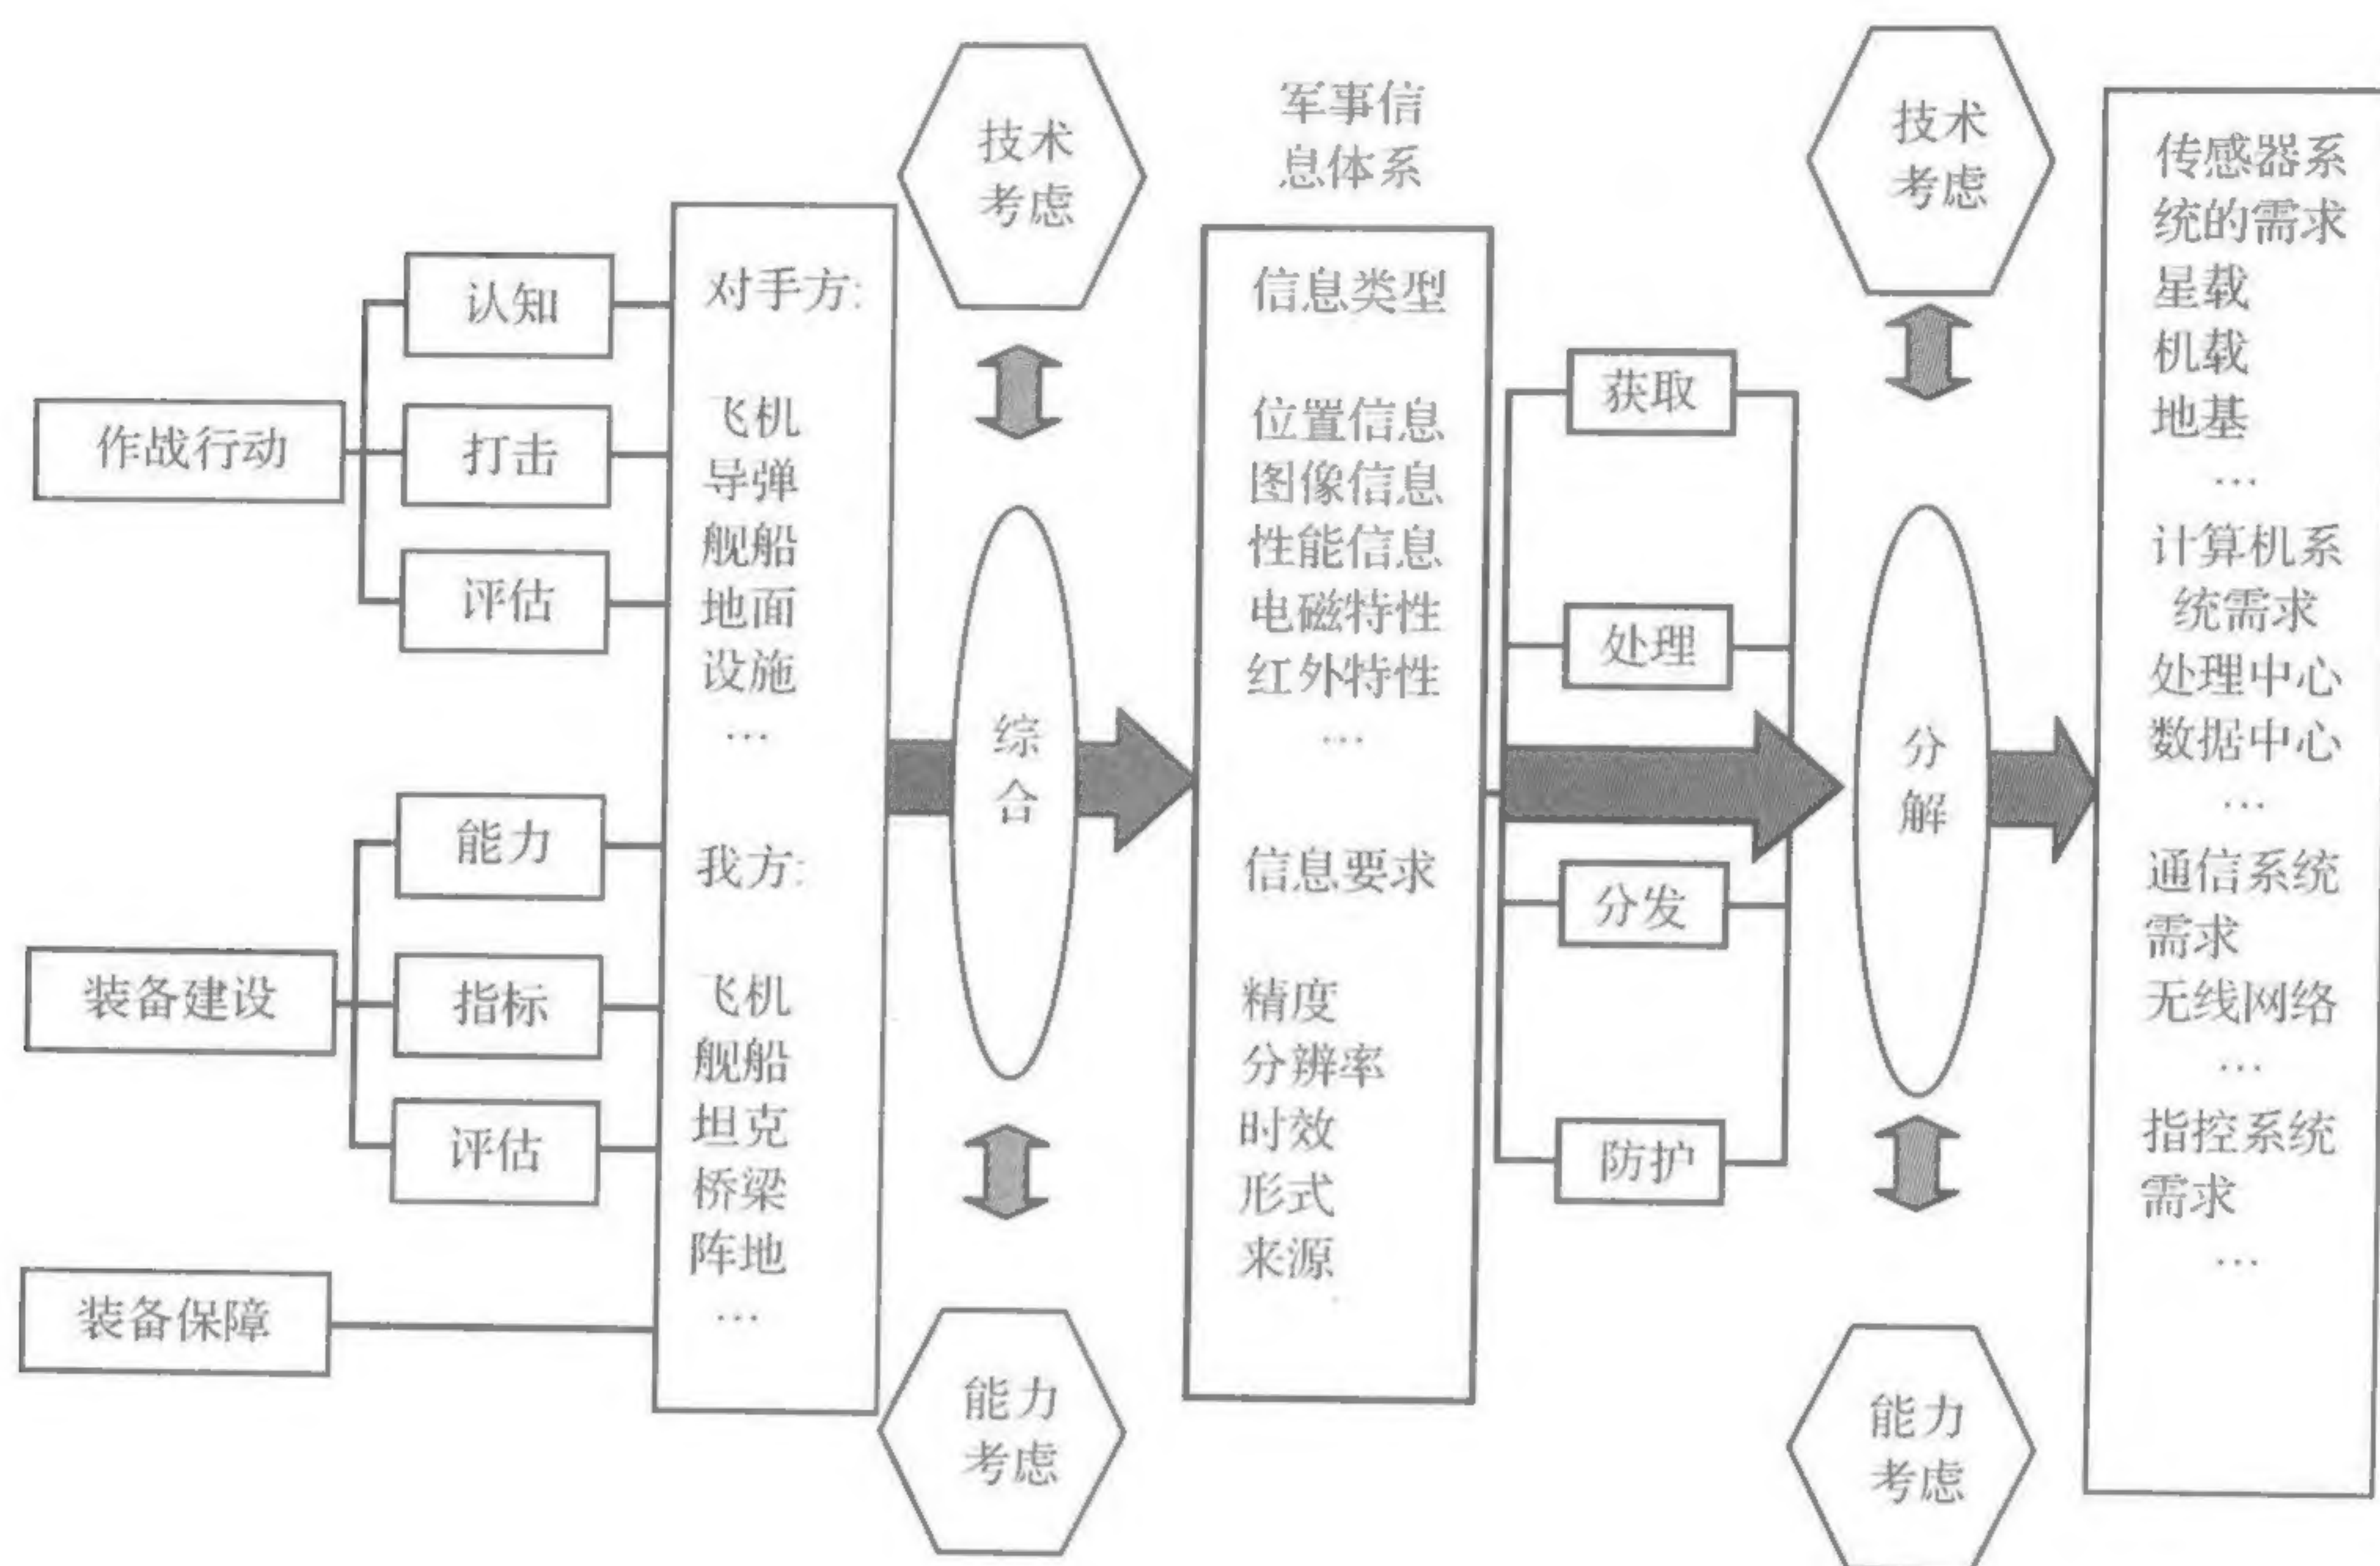 作战行动
认知
打击
评估
装备建设
能力
指标
评估
装备保障
对手方:
飞机
导弹
舰船
地面
设施
…
我方:
飞机
舰船
坦克
桥梁
阵地
…
技术
考虑
综
合
能力
考虑
军事信
息体系
信息类型
位置信息
图像信息
性能信息
电磁特性
红外特性
…
信息要求
精度
分辨率
时效
形式
来源
获取
处理
分发
防护
技术
考虑
分
解
能力
考虑
传感器系
统的需求
星载
机载
地基
…
计算机系
统需求
处理中心
数据中心
…
通信系统
需求
无线网络
…
指控系统
需求
…